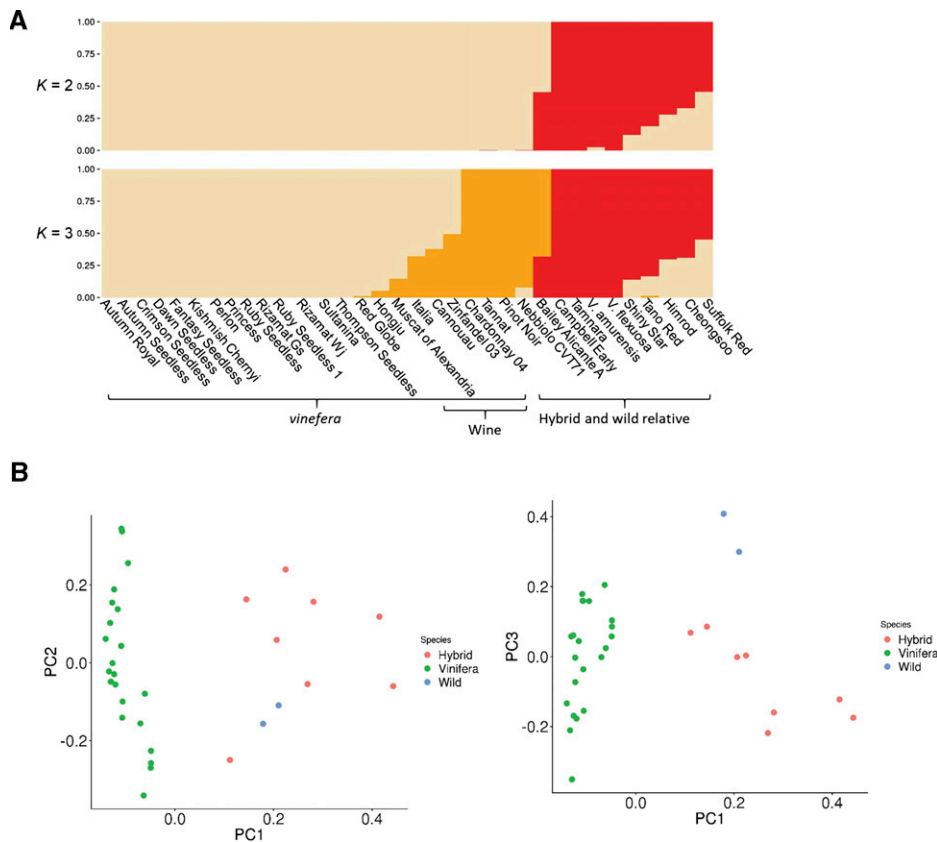 A
1.00
0.75
K = 2
0.50
0.25
0.00
1.00
0.75
K = 3
0.50
0.25
0.00
Autumn Royal
Autumn Seedless
Crimson Seedless
Dawn Seedless
Fantasy Seedless
Kishmish Chernyi
Perlon
Princess
Ruby Seedless
Rizamat Gs
Ruby Seedless 1
Rizamat Wj
Sultanina
Thompson Seedless
Red Globe
Hongju
Muscat of Alexandria
Italia
Carmouau
Zinfandel 03
Chardonnay 04
Tannat
Pinot Noir
Nebbiolo CVT71
Bailey Alicante A
Campbell Early
Tamnara
V. amurensis
V. flexuosa
Shiny Star
Tano Red
Himrod
Cheongsoo
Suffolk Red
vinefera
Wine
Hybrid and wild relative
B
PC2
0.2
0.0
-0.2
0.0
0.2
0.4
PC1
Species
Hybrid
Vinifera
Wild
PC3
0.4
0.2
0.0
-0.2
0.0
0.2
0.4
PC1
Species
Hybrid
Vinifera
Wild